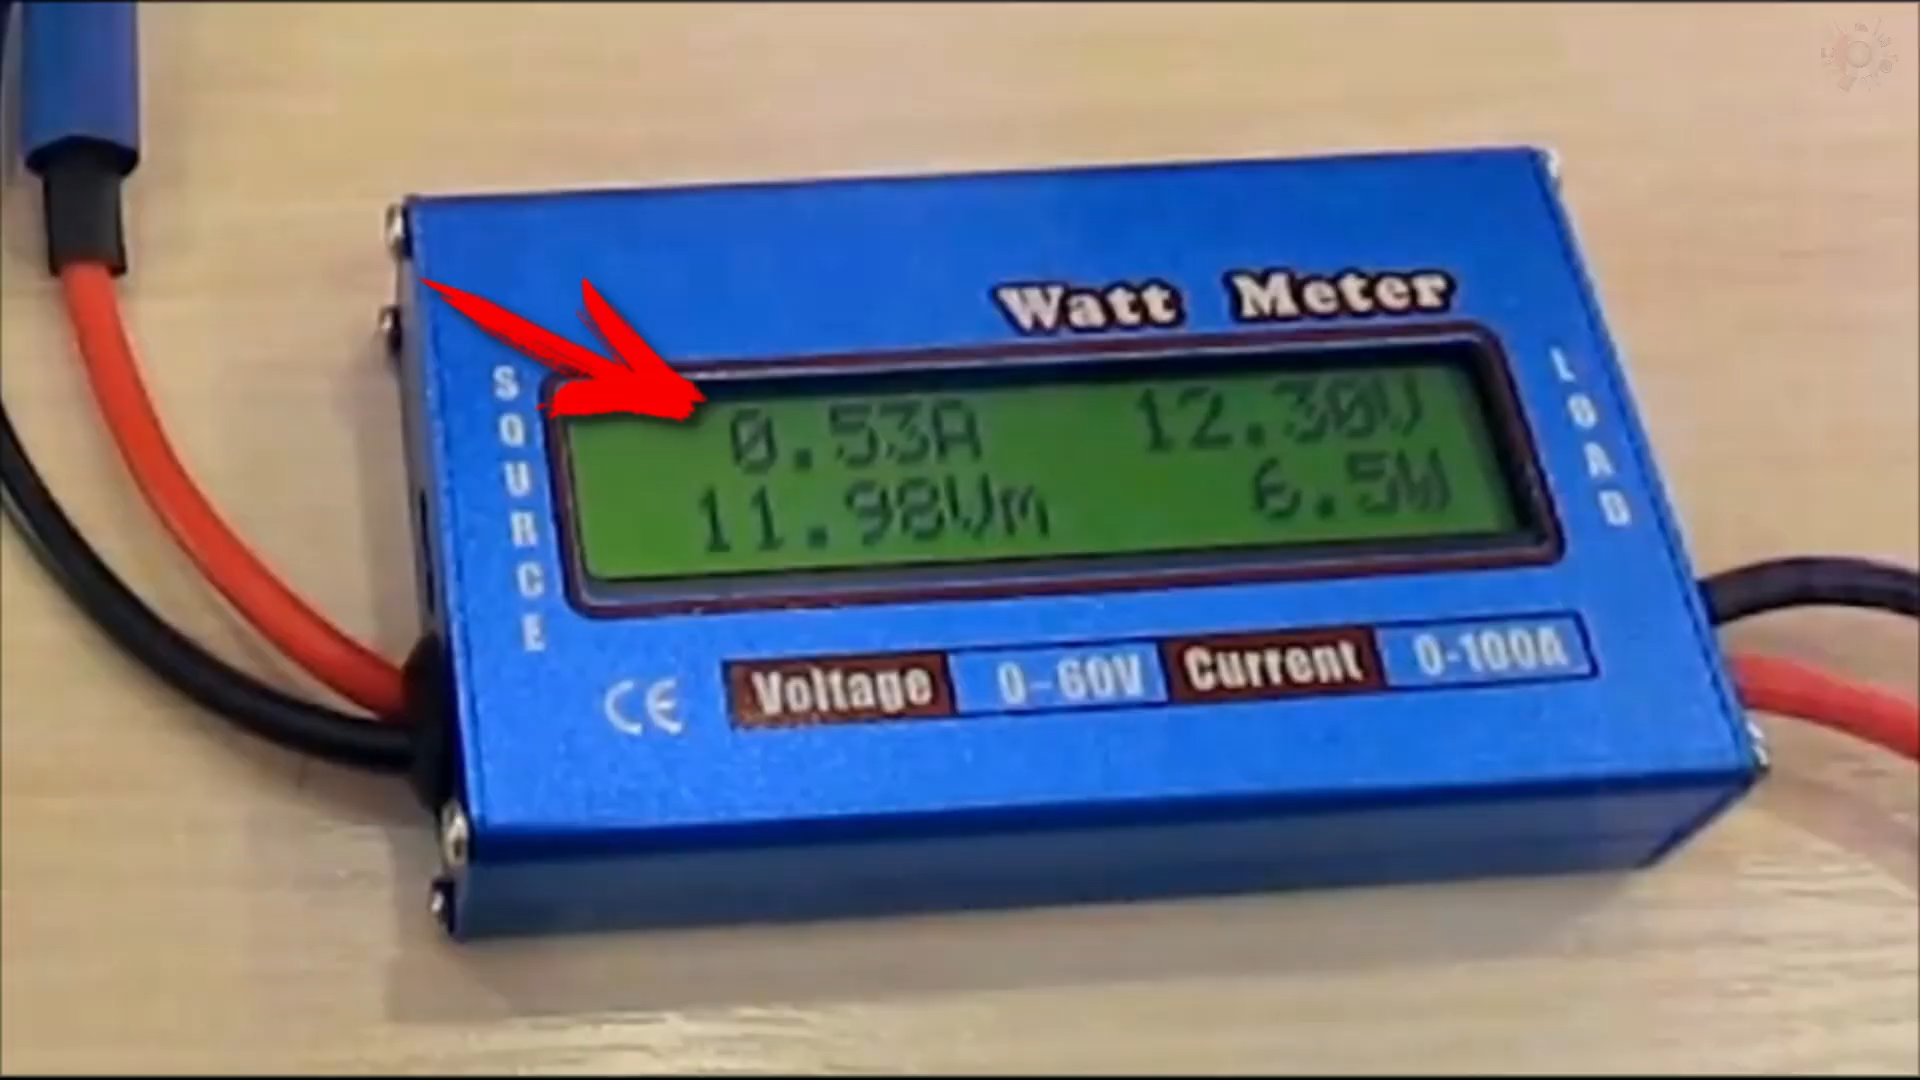 Watt Meter
SOURCE
0.53A 12.30V
11.98Vm 6.5W
LOAD
CE
Voltage 0-60V Current 0-100A